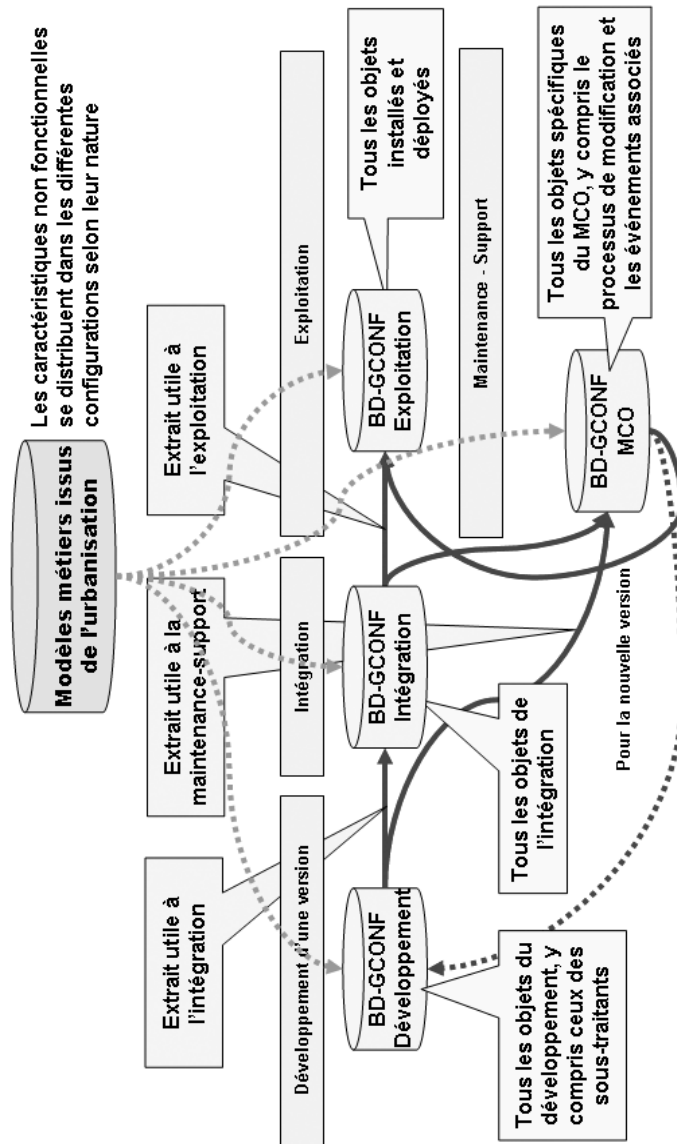 Modèles métiers issus
de l'urbanisation
Les caractéristiques non fonctionnelles
se distribuent dans les différentes
configurations selon leur nature
Extrait utile à
l'intégration
Extrait utile à la
maintenance-support
Extrait utile à
l'exploitation
Développement d'une version
Intégration
Exploitation
BD-GCONF
Développement
BD-GCONF
Intégration
BD-GCONF
Exploitation
Tous les objets
installés et
déployés
Maintenance - Support
Tous les objets du
développement, y
compris ceux des
sous-traitants
Tous les objets de
l'intégration
Pour la nouvelle version
BD-GCONF
MCO
Tous les objets spécifiques
du MCO, y compris le
processus de modification et
les événements associés